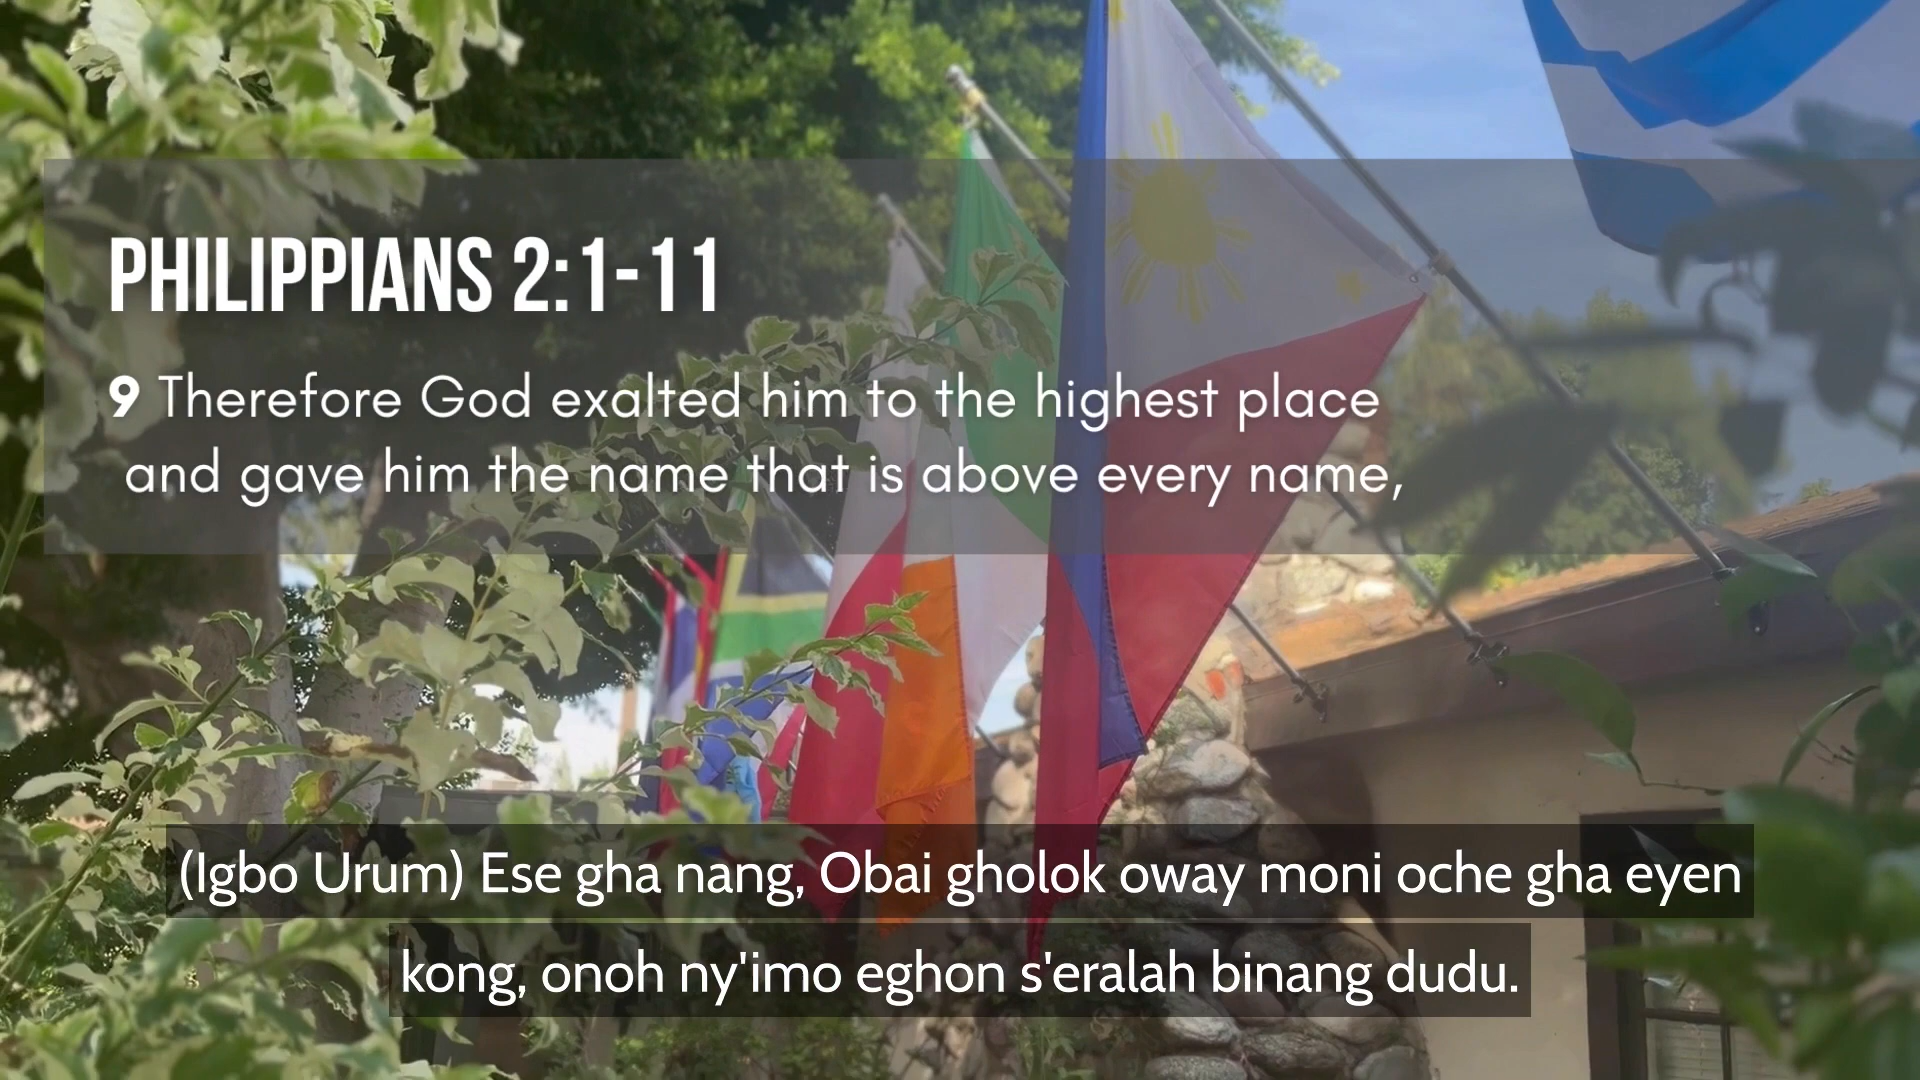 PHILIPPIANS 2:1-11
9 Therefore God exalted him to the highest place
and gave him the name that is above every name,
(Igbo Urum) Ese gha nang, Obai gholok oway moni oche gha eyen
kong, onoh ny'imo eghon s'eralah binang dudu.